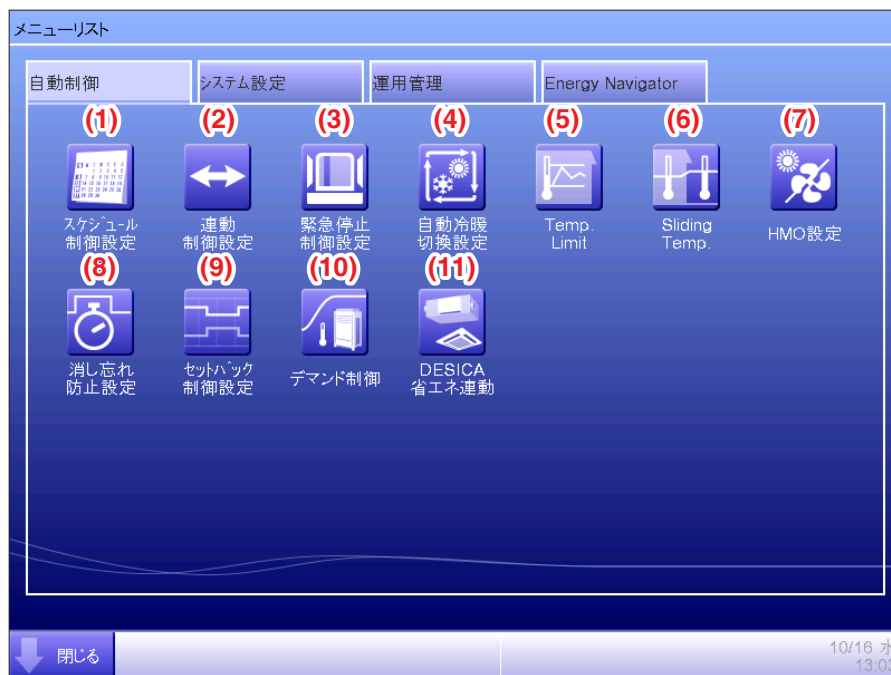 メニューリスト
自動制御
システム設定
運用管理
Energy Navigator
(1)
(2)
(3)
(4)
(5)
(6)
(7)
スケジュール
制御設定
連動
制御設定
緊急停止
制御設定
自動冷暖
切換設定
Temp.
Limit
Sliding
Temp.
HMO設定
(8)
(9)
(10)
(11)
消し忘れ
防止設定
セットバック
制御設定
デマンド制御
DESICA
省エネ連動
閉じる
10/16 水
13:03